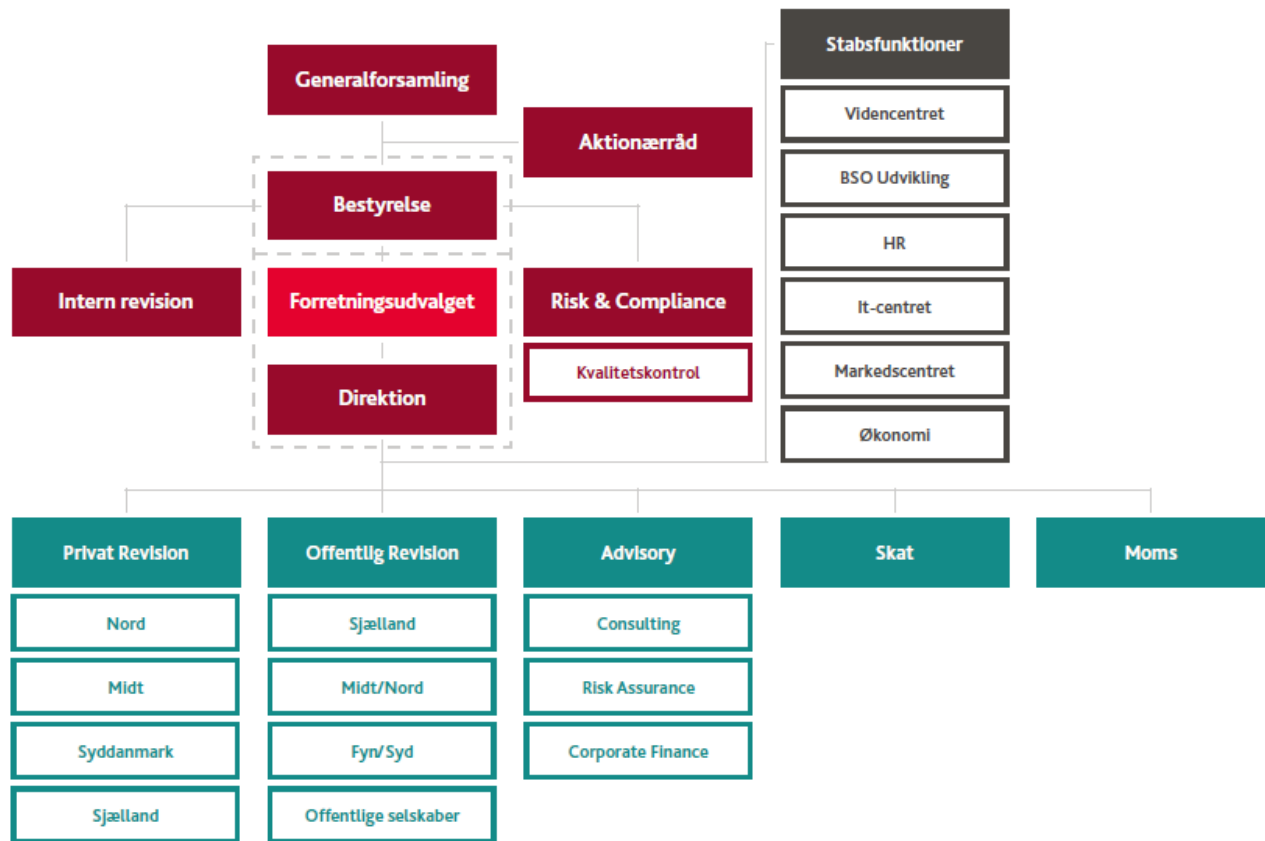 Generalforsamling
Aktionærråd
Bestyrelse
Intern revision
Forretningsudvalget
Risk & Compliance
Kvalitetskontrol
Direktion
Stabsfunktioner
Videncentret
BSO Udvikling
HR
It-centret
Markedscentret
Økonomi
Privat Revision
Nord
Midt
Syddanmark
Sjælland
Offentlig Revision
Sjælland
Midt/Nord
Fyn/Syd
Offentlige selskaber
Advisory
Consulting
Risk Assurance
Corporate Finance
Skat
Moms